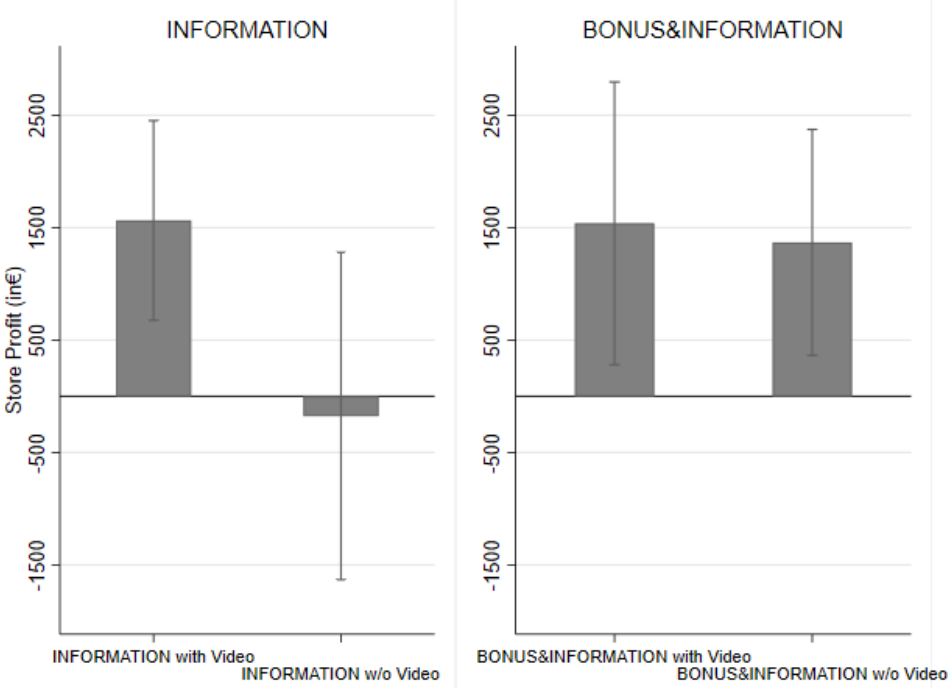 INFORMATION
BONUS&INFORMATION
Store Profit (in€)
2500
1500
500
-500
-1500
2500
1500
500
-500
-1500
INFORMATION with Video
INFORMATION w/o Video
BONUS&INFORMATION with Video
BONUS&INFORMATION w/o Video